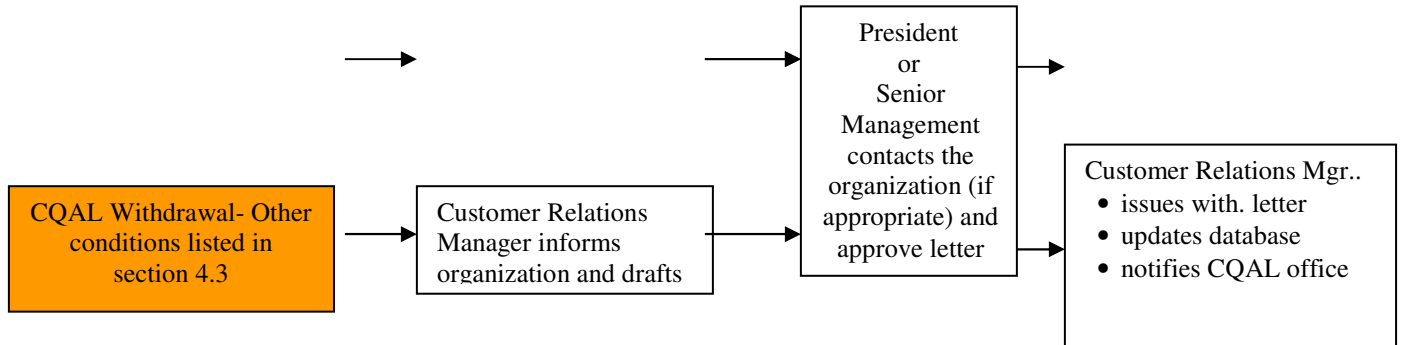 CQAL Withdrawal- Other
conditions listed in
section 4.3
Customer Relations
Manager informs
organization and drafts
President
or
Senior
Management
contacts the
organization (if
appropriate) and
approve letter
Customer Relations Mgr..
• issues with. letter
• updates database
• notifies CQAL office